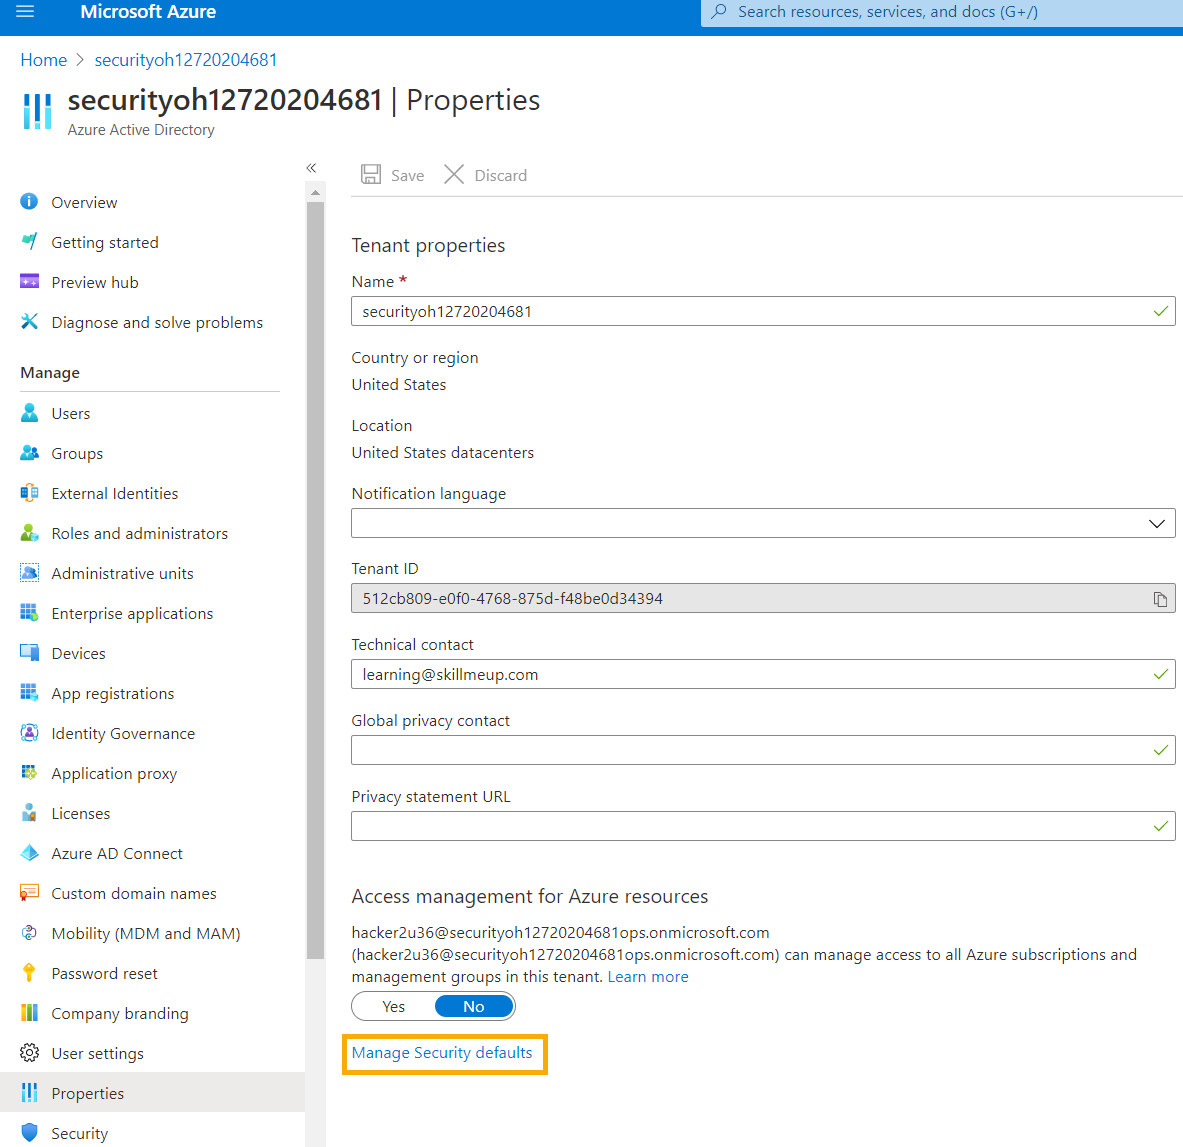 Microsoft Azure
Search resources, services, and docs (G+/)
Home > securityoh12720204681
securityoh12720204681 | Properties
Azure Active Directory
«
Overview
Getting started
Preview hub
Diagnose and solve problems
Manage
Users
Groups
External Identities
Roles and administrators
Administrative units
Enterprise applications
Devices
App registrations
Identity Governance
Application proxy
Licenses
Azure AD Connect
Custom domain names
Mobility (MDM and MAM)
Password reset
Company branding
User settings
Properties
Security
Save
Discard
Tenant properties
Name *
securityoh12720204681
Country or region
United States
Location
United States datacenters
Notification language
Tenant ID
512cb809-e0f0-4768-875d-f48be0d34394
Technical contact
learning@skillmeup.com
Global privacy contact
Privacy statement URL
Access management for Azure resources
hacker2u36@securityoh12720204681ops.onmicrosoft.com
(hacker2u36@securityoh12720204681ops.onmicrosoft.com) can manage access to all Azure subscriptions and
management groups in this tenant. Learn more
Yes No
Manage Security defaults